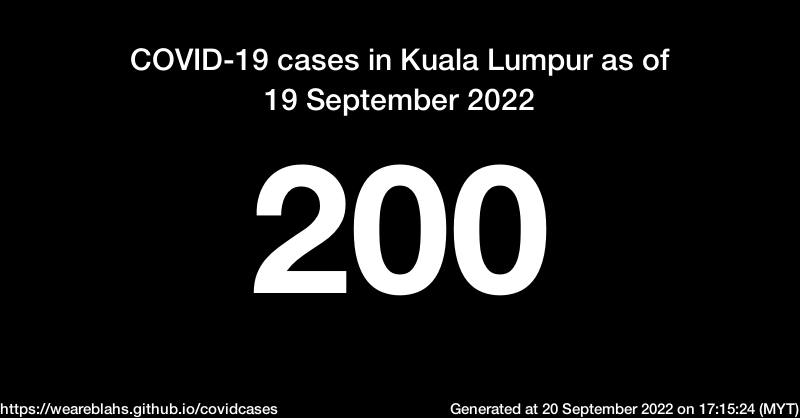 COVID-19 cases in Kuala Lumpur as of
19 September 2022
200
https://weareblahs.github.io/covidcases
Generated at 20 September 2022 on 17:15:24 (MYT)